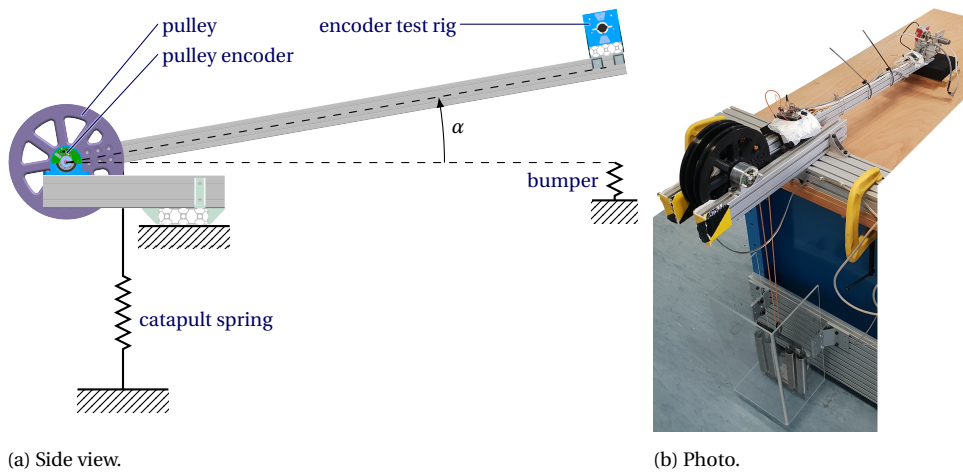 pulley
pulley encoder
encoder test rig
α
bumper
catapult spring
(a) Side view.
(b) Photo.